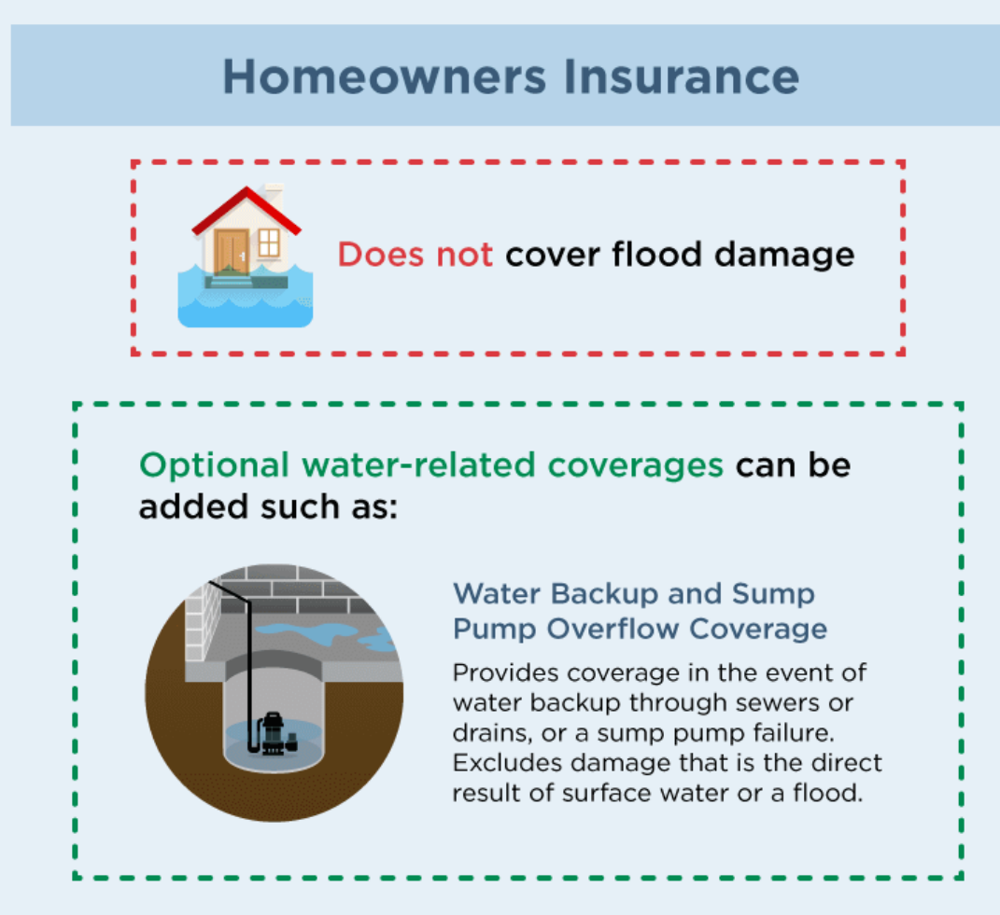 Homeowners Insurance
Does not cover flood damage
Optional water-related coverages can be
added such as:
Water Backup and Sump
Pump Overflow Coverage
Provides coverage in the event of
water backup through sewers or
drains, or a sump pump failure.
Excludes damage that is the direct
result of surface water or a flood.